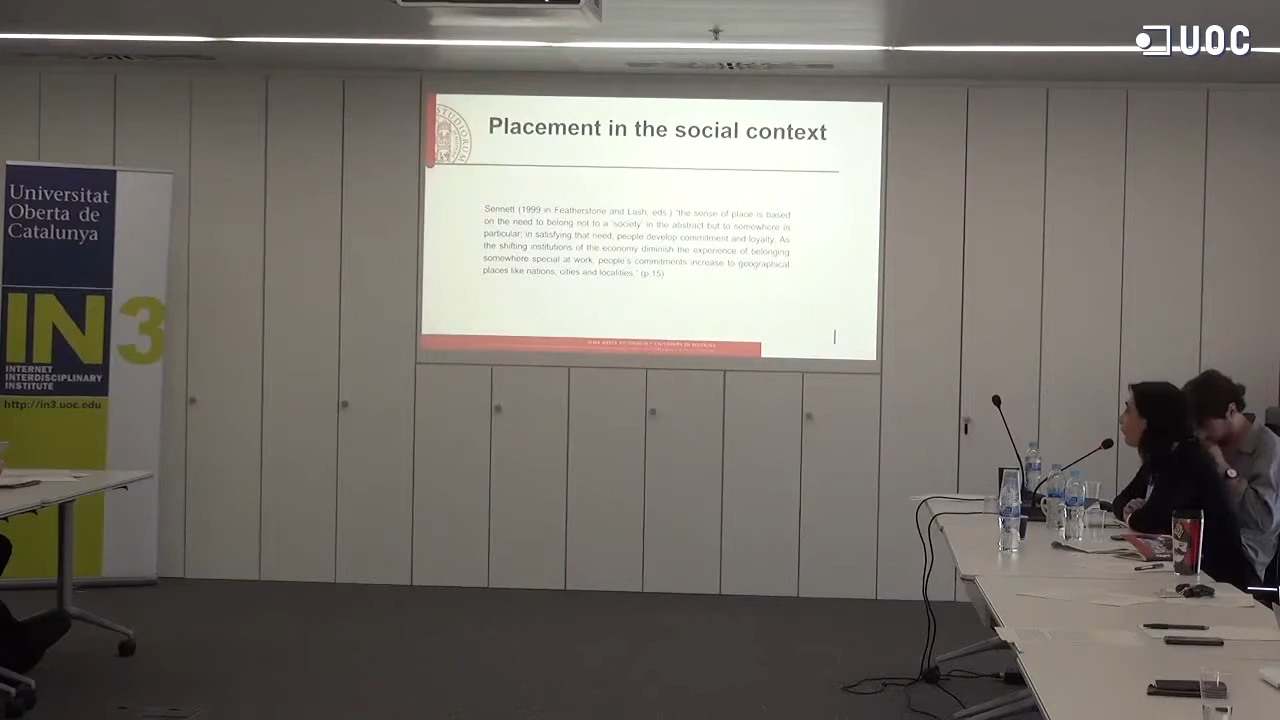 UOC
Placement in the social context
STUDIORUM
Sennett (1999 in Featherstone and Lash, eds.) “the sense of place is based
on the need to belong not to a ‘society’ in the abstract but to somewhere in
particular; in satisfying that need, people develop commitment and loyalty. As
the shifting institutions of the economy diminish the experience of belonging
somewhere special at work, people's commitments increase to geographical
places like nations, cities and localities.” (p.15)
Universitat
Oberta de
Catalunya
IN3
INTERNET
INTERDISCIPLINARY
INSTITUTE
http://in3.uoc.edu